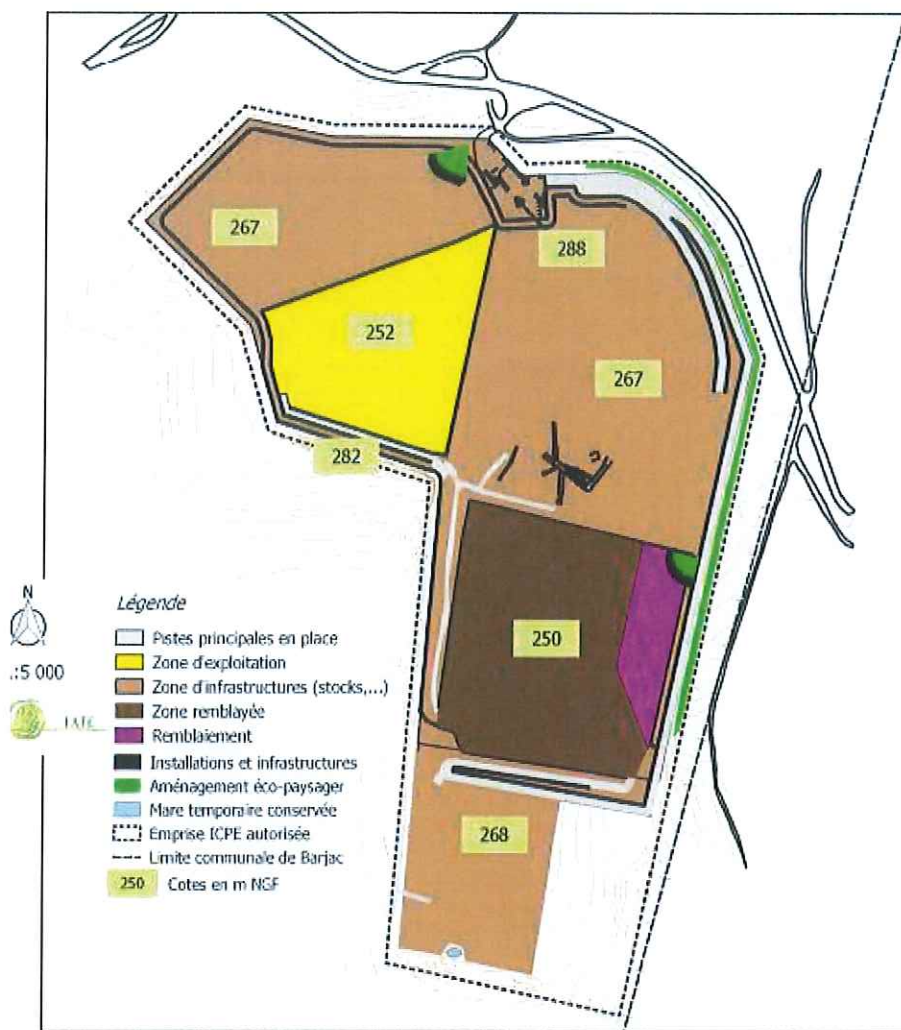 267
288
252
267
282
250
268
N
:5 000
Légende
Pistes principales en place
Zone d'exploitation
Zone d'infrastructures (stocks,...)
Zone remblayée
Remblaiement
Installations et infrastructures
Aménagement éco-paysager
Mare temporaire conservée
Emprise ICPE autorisée
Limite communale de Barjac
250 Cotes en m NGF